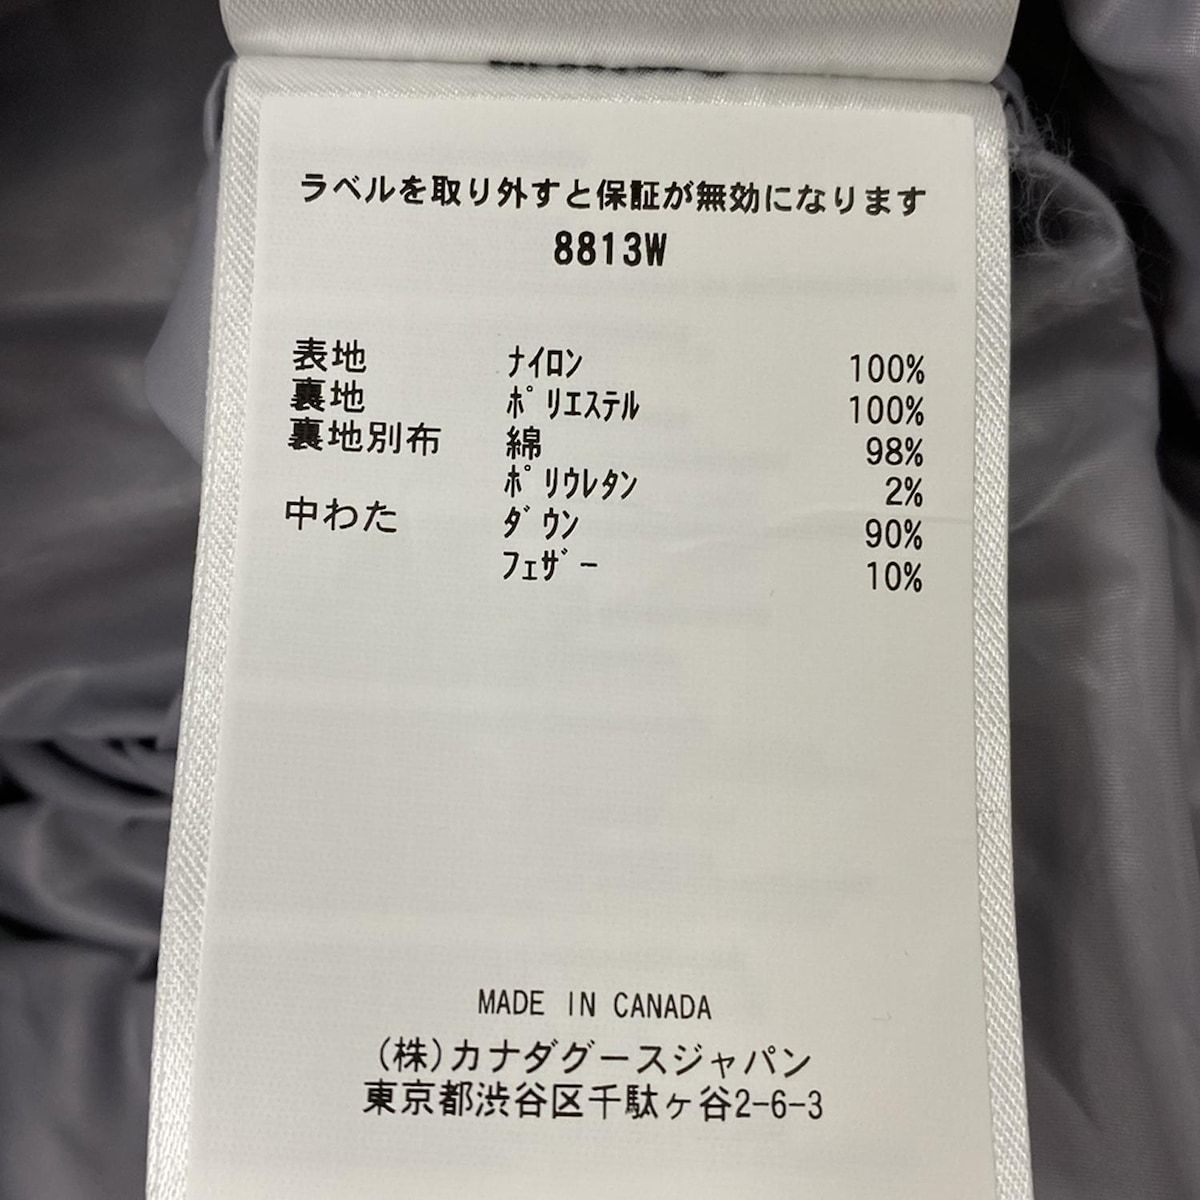 ラベルを取り外すと保証が無効になります
8813W
表地 ﾅｲﾛﾝ 100%
裏地 ﾎﾟﾘｴｽﾃﾙ 100%
裏地別布 綿 98%
ﾎﾟﾘｳﾚﾀﾝ 2%
中わた ﾀﾞｳﾝ 90%
ﾌｪｻﾞｰ 10%
MADE IN CANADA
(株)カナダグースジャパン
東京都渋谷区千駄ヶ谷2-6-3